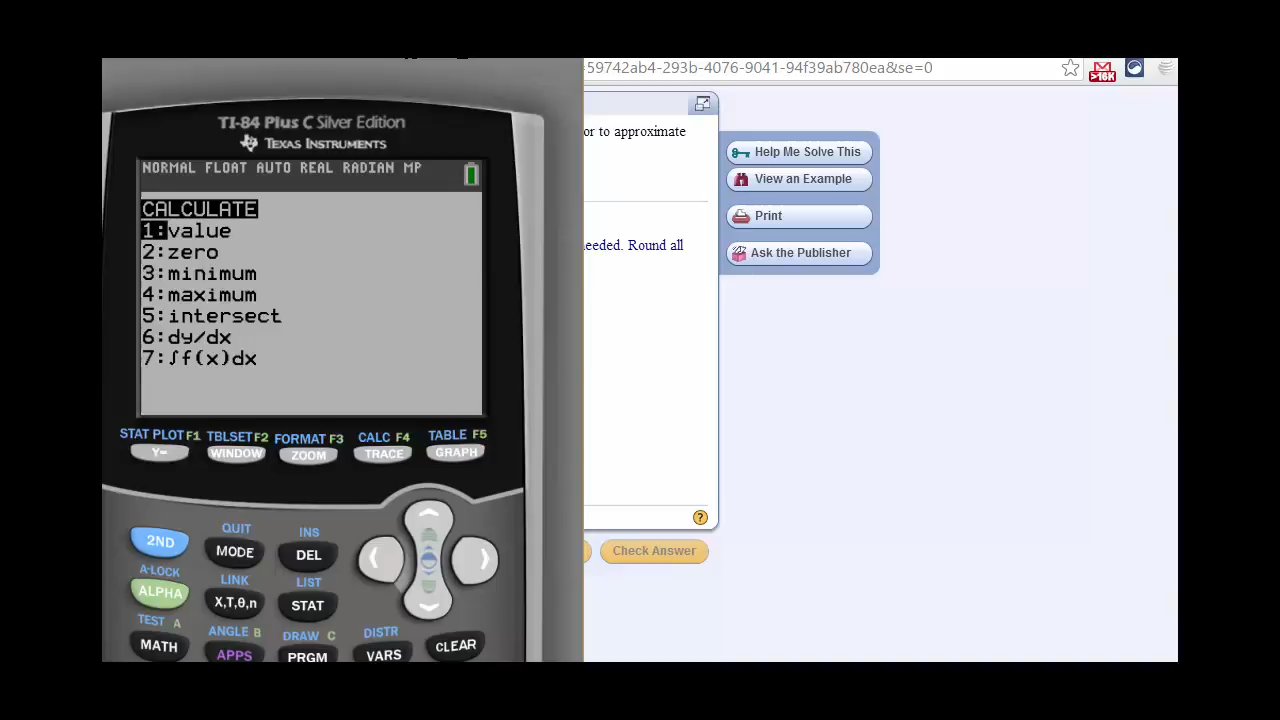 TI-84 Plus C Silver Edition
TEXAS INSTRUMENTS
NORMAL FLOAT AUTO REAL RADIAN MP
CALCULATE
1:value
2:zero
3:minimum
4:maximum
5:intersect
6:dy/dx
7:∫f(x)dx
STAT PLOT F1 TBLSET F2 FORMAT F3 CALC F4 TABLE F5
Y= WINDOW ZOOM TRACE GRAPH
QUIT INS
2ND MODE DEL
A-LOCK LINK LIST
ALPHA X,T,θ,n STAT
TEST A ANGLE B DRAW C DISTR
MATH APPS PRGM VARS CLEAR
=59742ab4-293b-4076-9041-94f39ab780ea&se=0
>16K
or to approximate
Help Me Solve This
View an Example
Print
needed. Round all
Ask the Publisher
?
Check Answer